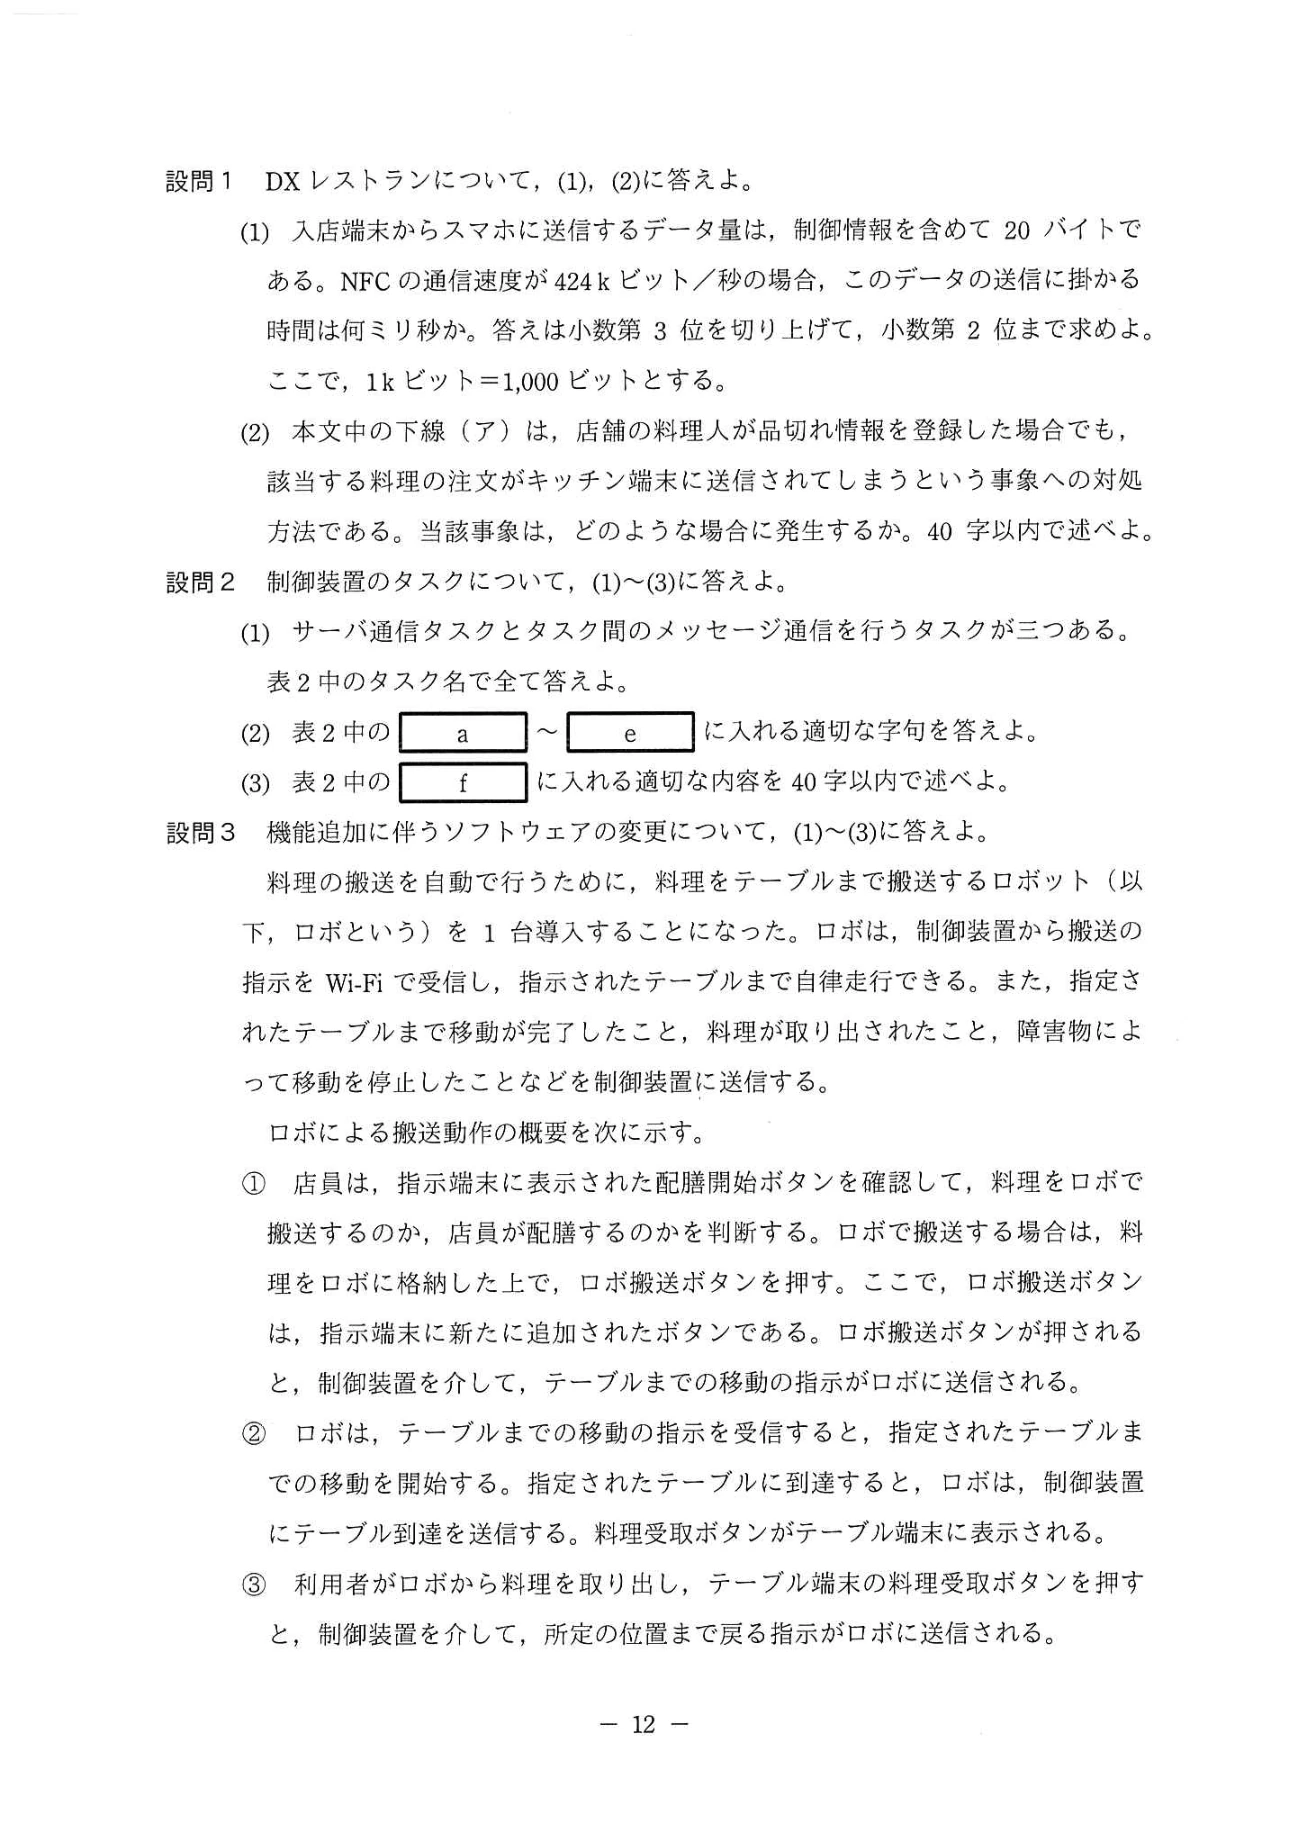 設問1 DXレストランについて，(1)，(2)に答えよ。
(1) 入店端末からスマホに送信するデータ量は，制御情報を含めて 20 バイトで
ある。NFC の通信速度が 424 k ビット／秒の場合，このデータの送信に掛かる
時間は何ミリ秒か。答えは小数第 3 位を切り上げて，小数第 2 位まで求めよ。
ここで，1 k ビット＝1,000 ビットとする。
(2) 本文中の下線（ア）は，店舗の料理人が品切れ情報を登録した場合でも，
該当する料理の注文がキッチン端末に送信されてしまうという事象への対処
方法である。当該事象は，どのような場合に発生するか。40 字以内で述べよ。
設問2 制御装置のタスクについて，(1)～(3)に答えよ。
(1) サーバ通信タスクとタスク間のメッセージ通信を行うタスクが三つある。
表 2 中のタスク名で全て答えよ。
(2) 表 2 中の a ～ e に入れる適切な字句を答えよ。
(3) 表 2 中の f に入れる適切な内容を 40 字以内で述べよ。
設問3 機能追加に伴うソフトウェアの変更について，(1)～(3)に答えよ。
料理の搬送を自動で行うために，料理をテーブルまで搬送するロボット（以
下，ロボという）を 1 台導入することになった。ロボは，制御装置から搬送の
指示を Wi-Fi で受信し，指示されたテーブルまで自律走行できる。また，指定さ
れたテーブルまで移動が完了したこと，料理が取り出されたこと，障害物によ
って移動を停止したことなどを制御装置に送信する。
ロボによる搬送動作の概要を次に示す。
① 店員は，指示端末に表示された配膳開始ボタンを確認して，料理をロボで
搬送するのか，店員が配膳するのかを判断する。ロボで搬送する場合は，料
理をロボに格納した上で，ロボ搬送ボタンを押す。ここで，ロボ搬送ボタン
は，指示端末に新たに追加されたボタンである。ロボ搬送ボタンが押される
と，制御装置を介して，テーブルまでの移動の指示がロボに送信される。
② ロボは，テーブルまでの移動の指示を受信すると，指定されたテーブルま
での移動を開始する。指定されたテーブルに到達すると，ロボは，制御装置
にテーブル到達を送信する。料理受取ボタンがテーブル端末に表示される。
③ 利用者がロボから料理を取り出し，テーブル端末の料理受取ボタンを押す
と，制御装置を介して，所定の位置まで戻る指示がロボに送信される。
－ 12 －